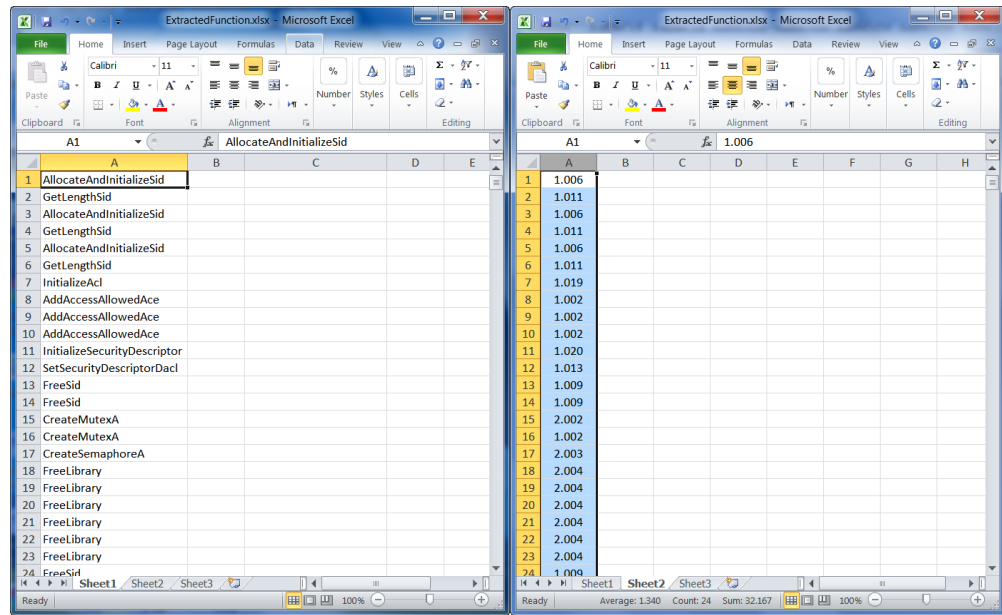 ExtractedFunction.xlsx - Microsoft Excel
File Home Insert Page Layout Formulas Data Review View
Calibri 11
Paste B I U A A A % Number Styles Cells
Clipboard Font Alignment Editing
A1 fx AllocateAndInitializeSid
A B C D E
1 AllocateAndInitializeSid
2 GetLengthSid
3 AllocateAndInitializeSid
4 GetLengthSid
5 AllocateAndInitializeSid
6 GetLengthSid
7 InitializeAcl
8 AddAccessAllowedAce
9 AddAccessAllowedAce
10 AddAccessAllowedAce
11 InitializeSecurityDescriptor
12 SetSecurityDescriptorDacl
13 FreeSid
14 FreeSid
15 CreateMutexA
16 CreateMutexA
17 CreateSemaphoreA
18 FreeLibrary
19 FreeLibrary
20 FreeLibrary
21 FreeLibrary
22 FreeLibrary
23 FreeLibrary
24 FreeSid
Sheet1 Sheet2 Sheet3
Ready 100%
ExtractedFunction.xlsx - Microsoft Excel
File Home Insert Page Layout Formulas Data Review View
Calibri 11
Paste B I U A A A % Number Styles Cells
Clipboard Font Alignment Editing
A1 fx 1.006
A B C D E F G H
1 1.006
2 1.011
3 1.006
4 1.011
5 1.006
6 1.011
7 1.019
8 1.002
9 1.002
10 1.002
11 1.020
12 1.013
13 1.009
14 1.009
15 2.002
16 1.002
17 2.003
18 2.004
19 2.004
20 2.004
21 2.004
22 2.004
23 2.004
24 1.009
Sheet1 Sheet2 Sheet3
Ready Average: 1.340 Count: 24 Sum: 32.167 100%